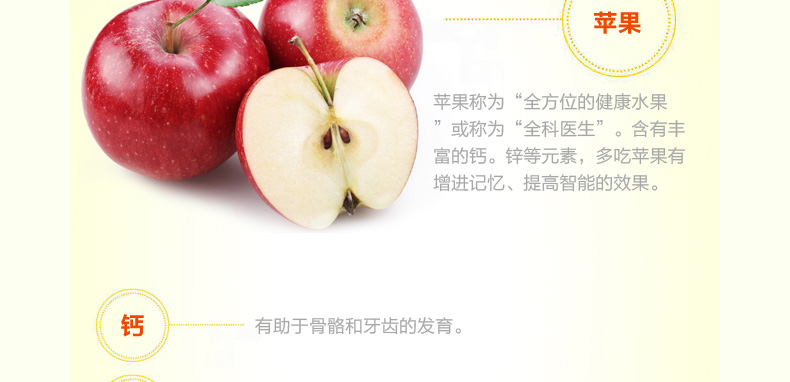 苹果
苹果称为“全方位的健康水果
”或称为“全科医生”。含有丰
富的钙。锌等元素，多吃苹果有
增进记忆、提高智能的效果。
钙
有助于骨骼和牙齿的发育。